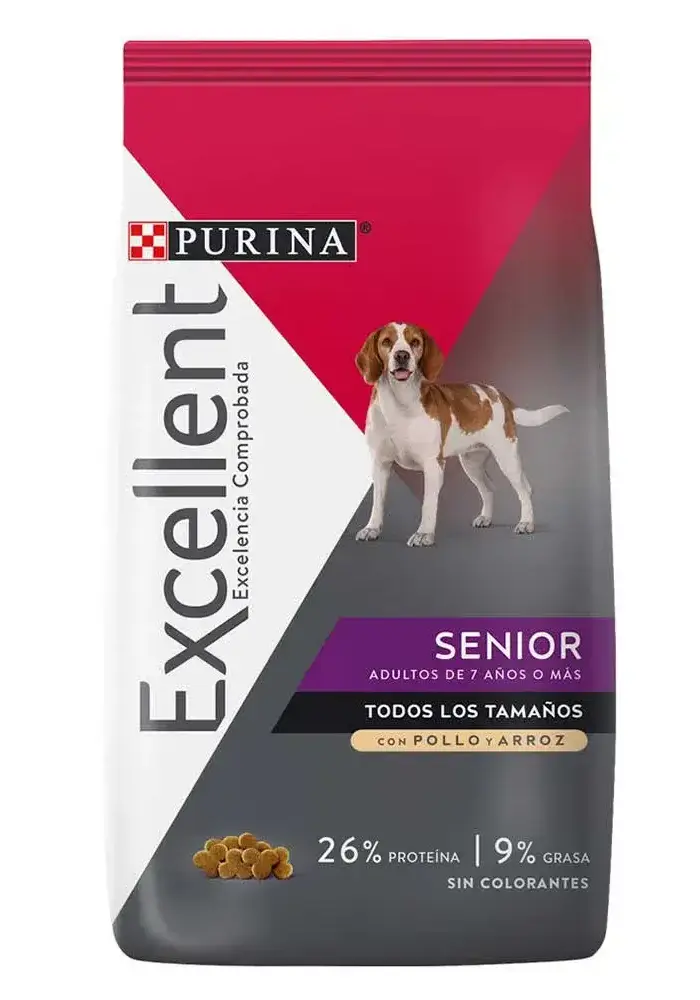 PURINA®
Excellent
Excelencia Comprobada
SENIOR
ADULTOS DE 7 AÑOS O MÁS
TODOS LOS TAMAÑOS
CON POLLO Y ARROZ
26% PROTEÍNA | 9% GRASA
SIN COLORANTES